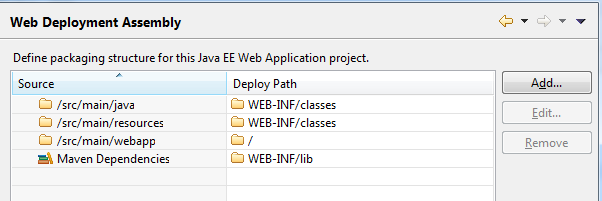 Web Deployment Assembly
Define packaging structure for this Java EE Web Application project.
Source Deploy Path
/src/main/java WEB-INF/classes
/src/main/resources WEB-INF/classes
/src/main/webapp /
Maven Dependencies WEB-INF/lib
Add...
Edit...
Remove